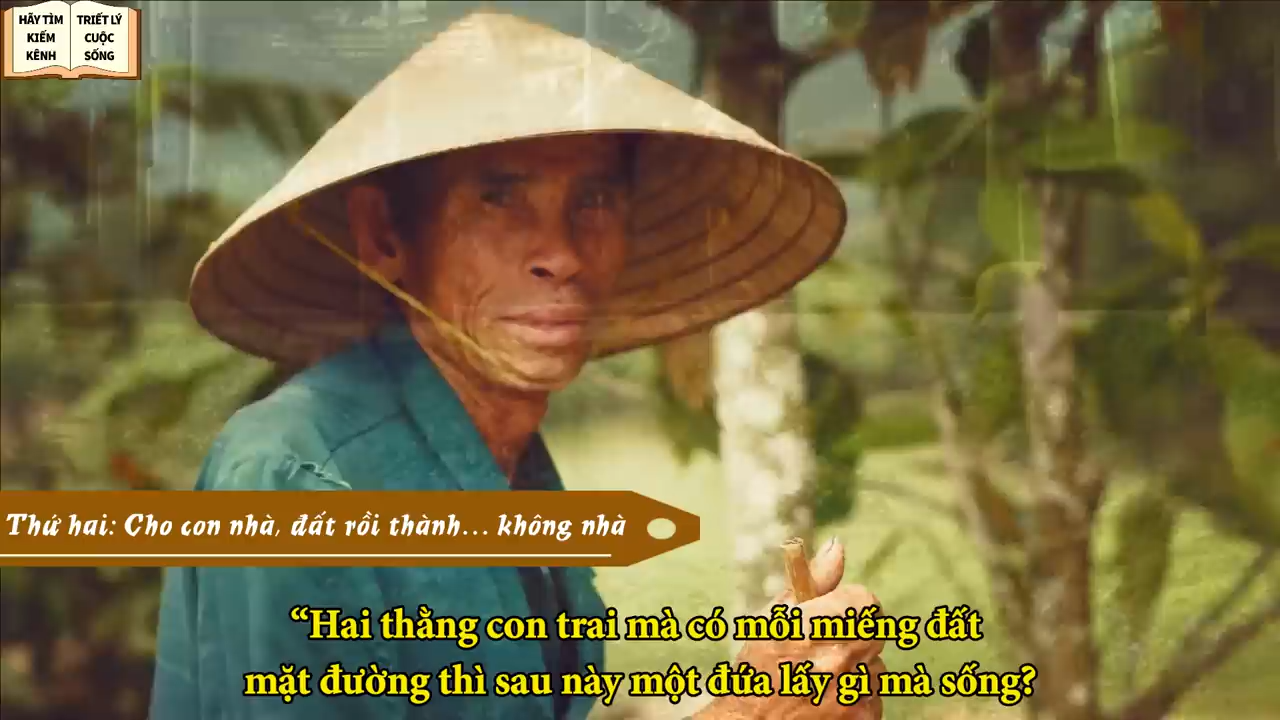 HÃY TÌM
KIẾM
KÊNH
TRIẾT LÝ
CUỘC
SỐNG
Thứ hai: Cho con nhà, đất rồi thành... không nhà
“Hai thằng con trai mà có mỗi miếng đất
mặt đường thì sau này một đứa lấy gì mà sống?